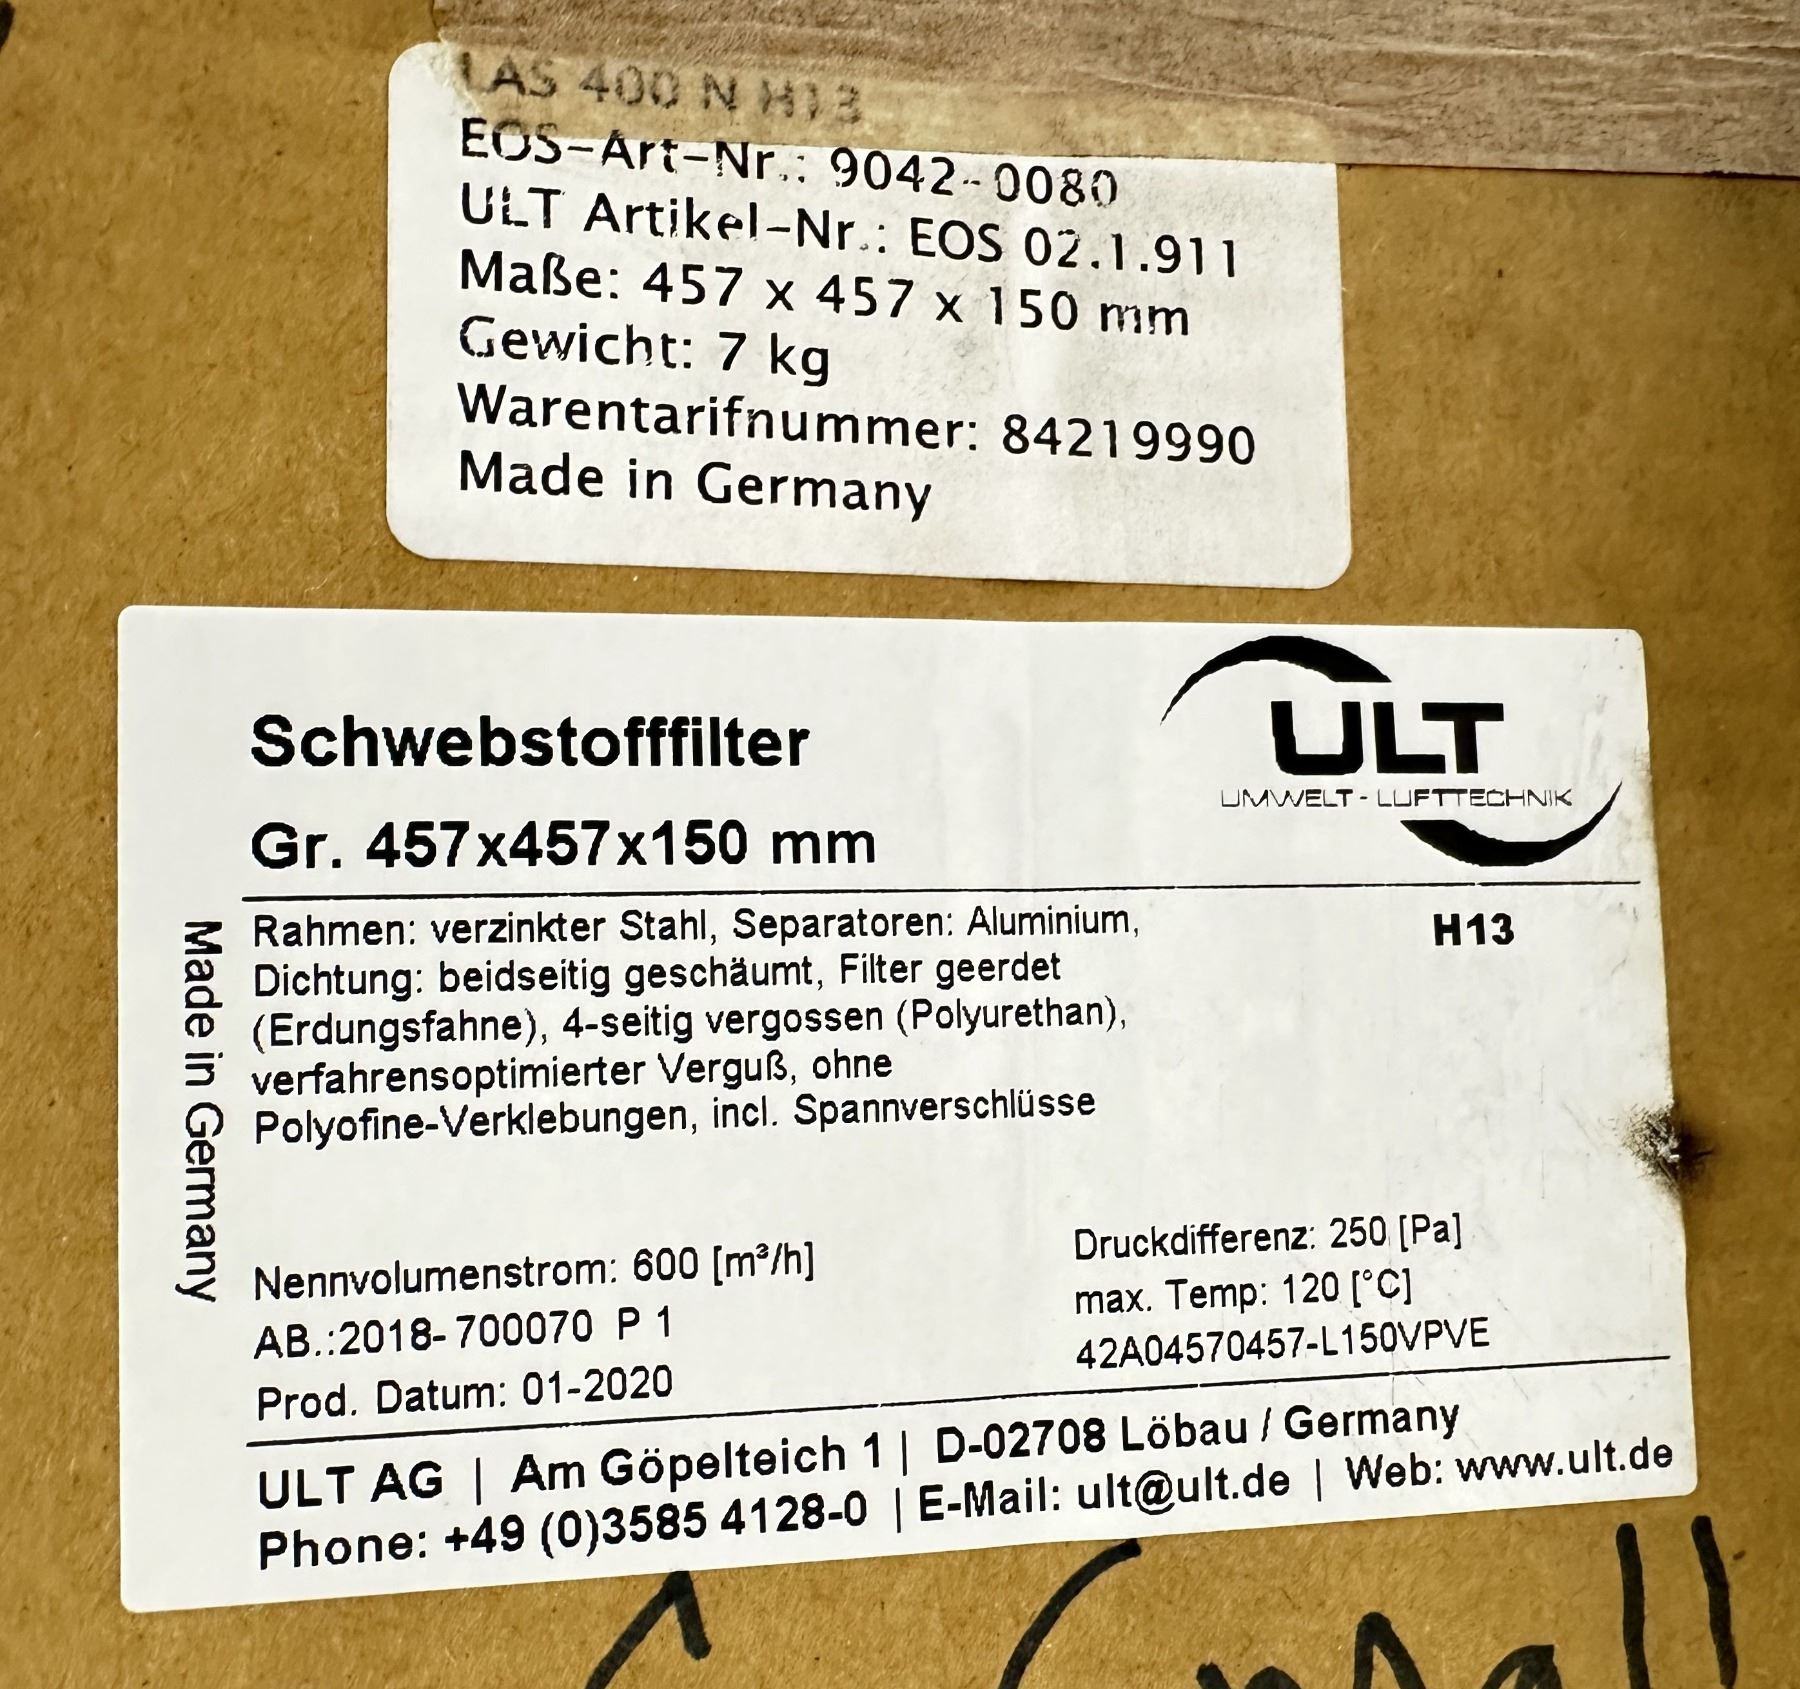 LAS 400 N H13
EOS-Art-Nr.: 9042-0080
ULT Artikel-Nr.: EOS 02.1.911
Maße: 457 x 457 x 150 mm
Gewicht: 7 kg
Warentarifnummer: 84219990
Made in Germany
ULT
UMWELT - LUFTTECHNIK
Schwebstofffilter
Gr. 457x457x150 mm
H13
Rahmen: verzinkter Stahl, Separatoren: Aluminium,
Dichtung: beidseitig geschäumt, Filter geerdet
(Erdungsfahne), 4-seitig vergossen (Polyurethan),
verfahrensoptimierter Verguß, ohne
Polyofine-Verklebungen, incl. Spannverschlüsse
Made in Germany
Nennvolumenstrom: 600 [m³/h]
AB.:2018-700070 P 1
Prod. Datum: 01-2020
Druckdifferenz: 250 [Pa]
max. Temp: 120 [°C]
42A04570457-L150VPVE
ULT AG | Am Göpelteich 1 | D-02708 Löbau / Germany
Phone: +49 (0)3585 4128-0 | E-Mail: ult@ult.de | Web: www.ult.de